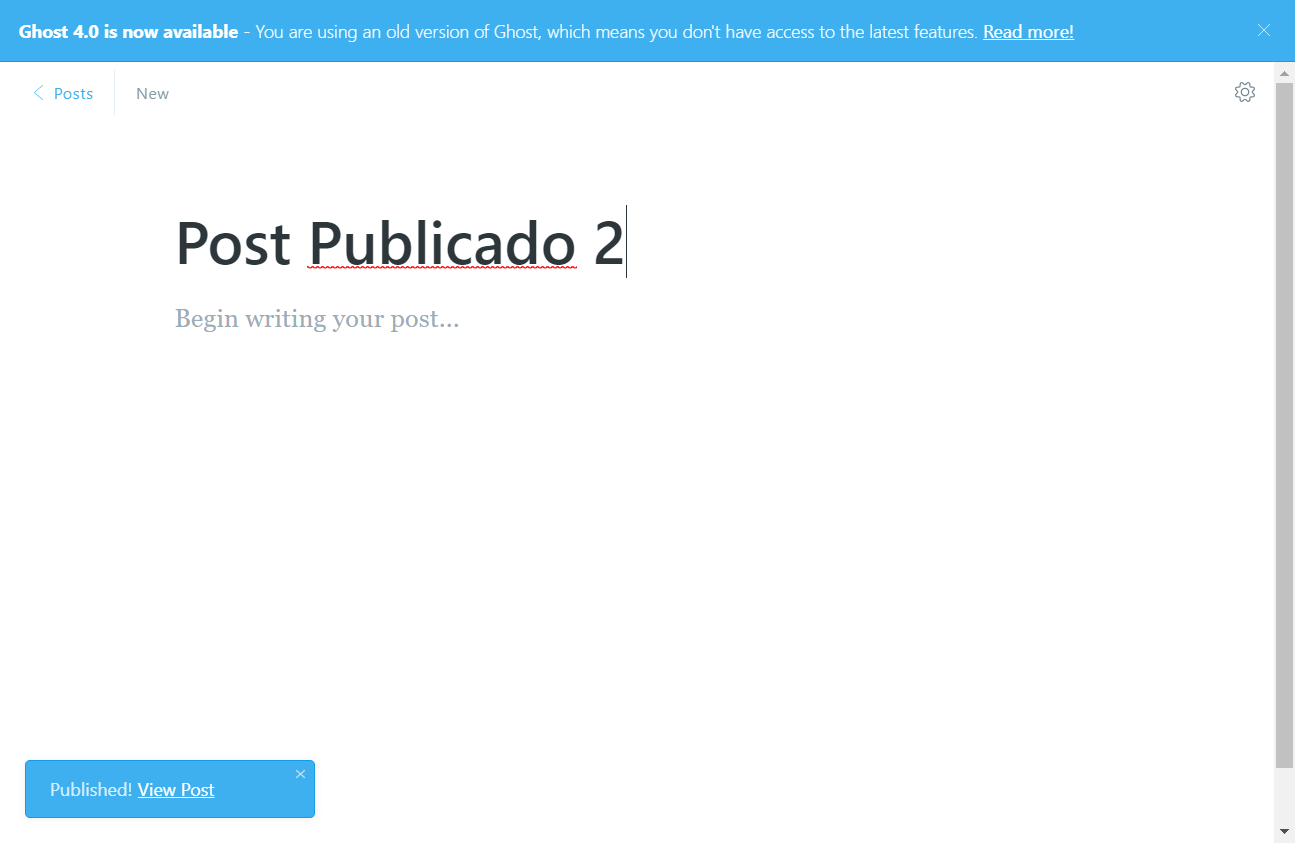 Ghost 4.0 is now available - You are using an old version of Ghost, which means you don't have access to the latest features. Read more!
Posts New
Post Publicado 2
Begin writing your post...
Published! View Post